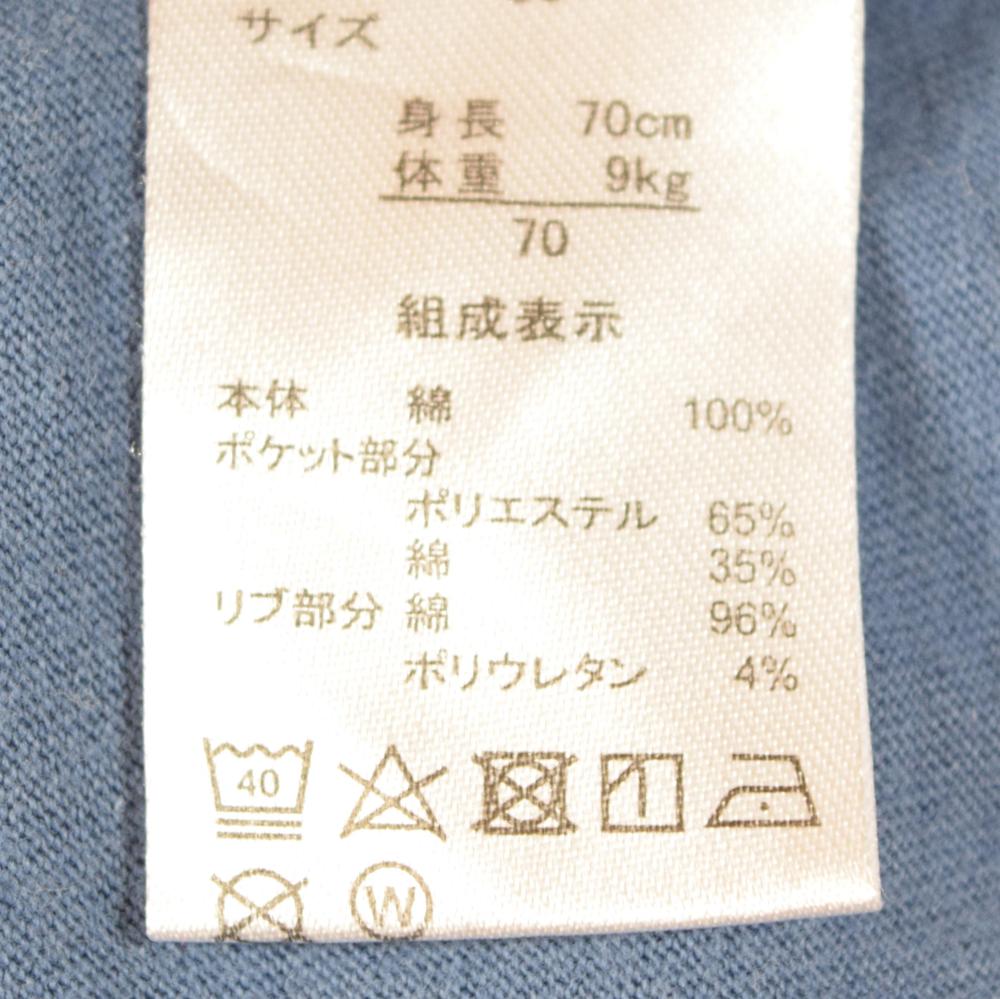 サイズ
身長 70cm
体重 9kg
70
組成表示
本体 綿 100%
ポケット部分
ポリエステル 65%
綿 35%
リブ部分 綿 96%
ポリウレタン 4%
40
W